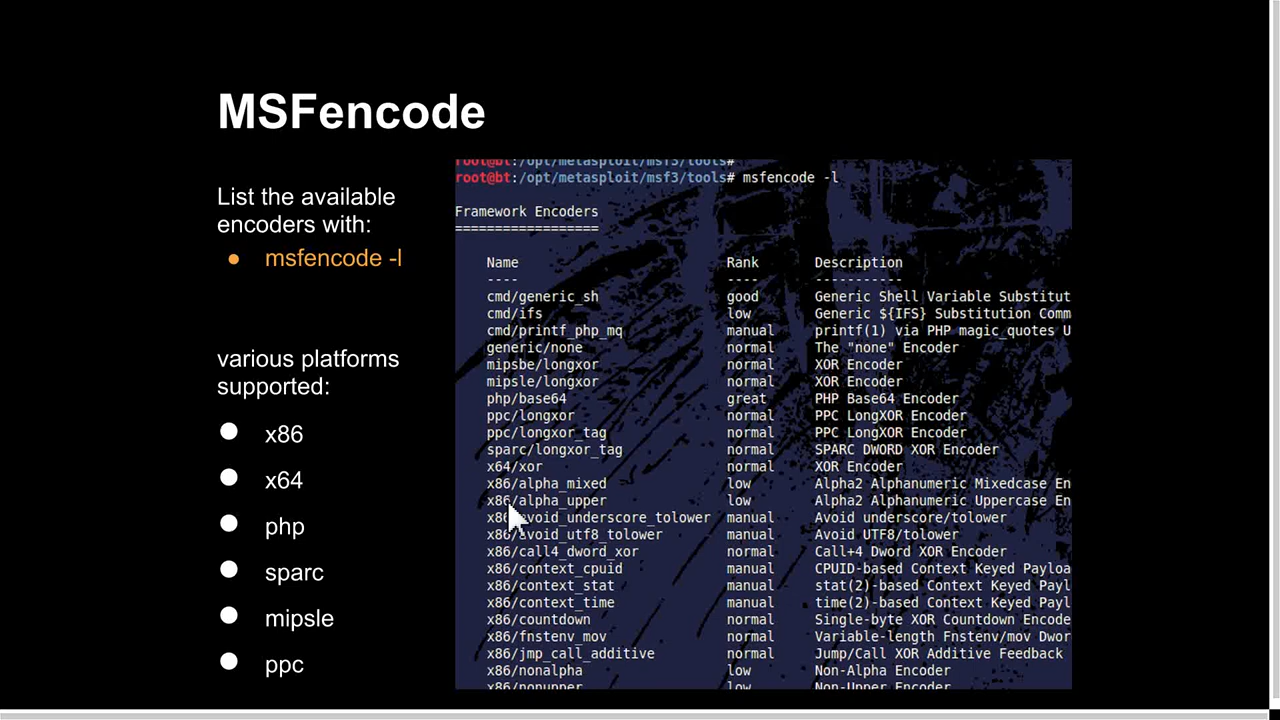 MSFencode
List the available
encoders with:
● msfencode -l
various platforms
supported:
● x86
● x64
● php
● sparc
● mipsle
● ppc
root@bt:/opt/metasploit/msf3/tools#
root@bt:/opt/metasploit/msf3/tools# msfencode -l
Framework Encoders
==================
Name Rank Description
---- ---- -----------
cmd/generic_sh good Generic Shell Variable Substitut
cmd/ifs low Generic ${IFS} Substitution Comm
cmd/printf_php_mq manual printf(1) via PHP magic_quotes U
generic/none normal The "none" Encoder
mipsbe/longxor normal XOR Encoder
mipsle/longxor normal XOR Encoder
php/base64 great PHP Base64 Encoder
ppc/longxor normal PPC LongXOR Encoder
ppc/longxor_tag normal PPC LongXOR Encoder
sparc/longxor_tag normal SPARC DWORD XOR Encoder
x64/xor normal XOR Encoder
x86/alpha_mixed low Alpha2 Alphanumeric Mixedcase En
x86/alpha_upper low Alpha2 Alphanumeric Uppercase En
x86/avoid_underscore_tolower manual Avoid underscore/tolower
x86/avoid_utf8_tolower manual Avoid UTF8/tolower
x86/call4_dword_xor normal Call+4 Dword XOR Encoder
x86/context_cpuid manual CPUID-based Context Keyed Payloa
x86/context_stat manual stat(2)-based Context Keyed Payl
x86/context_time manual time(2)-based Context Keyed Payl
x86/countdown normal Single-byte XOR Countdown Encode
x86/fnstenv_mov normal Variable-length Fnstenv/mov Dwor
x86/jmp_call_additive normal Jump/Call XOR Additive Feedback
x86/nonalpha low Non-Alpha Encoder
x86/nonupper low Non-Upper Encoder